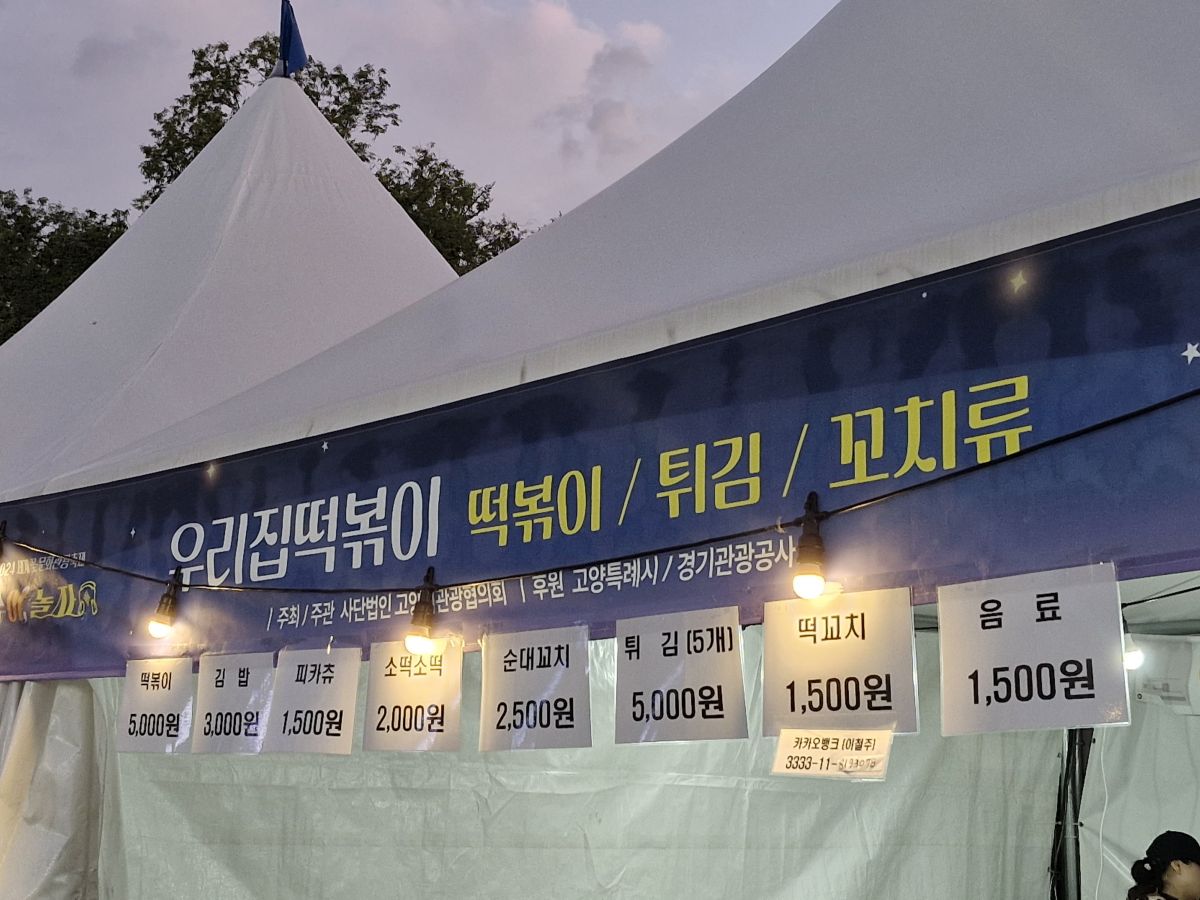 우리집떡볶이 떡볶이 / 튀김 / 꼬치류
놀자
| 주최 / 주관 사단법인 고양 관광협의회 | 후원 고양특례시 / 경기관광공사
떡볶이
5,000원
김 밥
3,000원
피카츄
1,500원
소떡소떡
2,000원
순대꼬치
2,500원
튀 김 (5개)
5,000원
떡꼬치
1,500원
카카오뱅크 (이철주)
3333-11-
음 료
1,500원